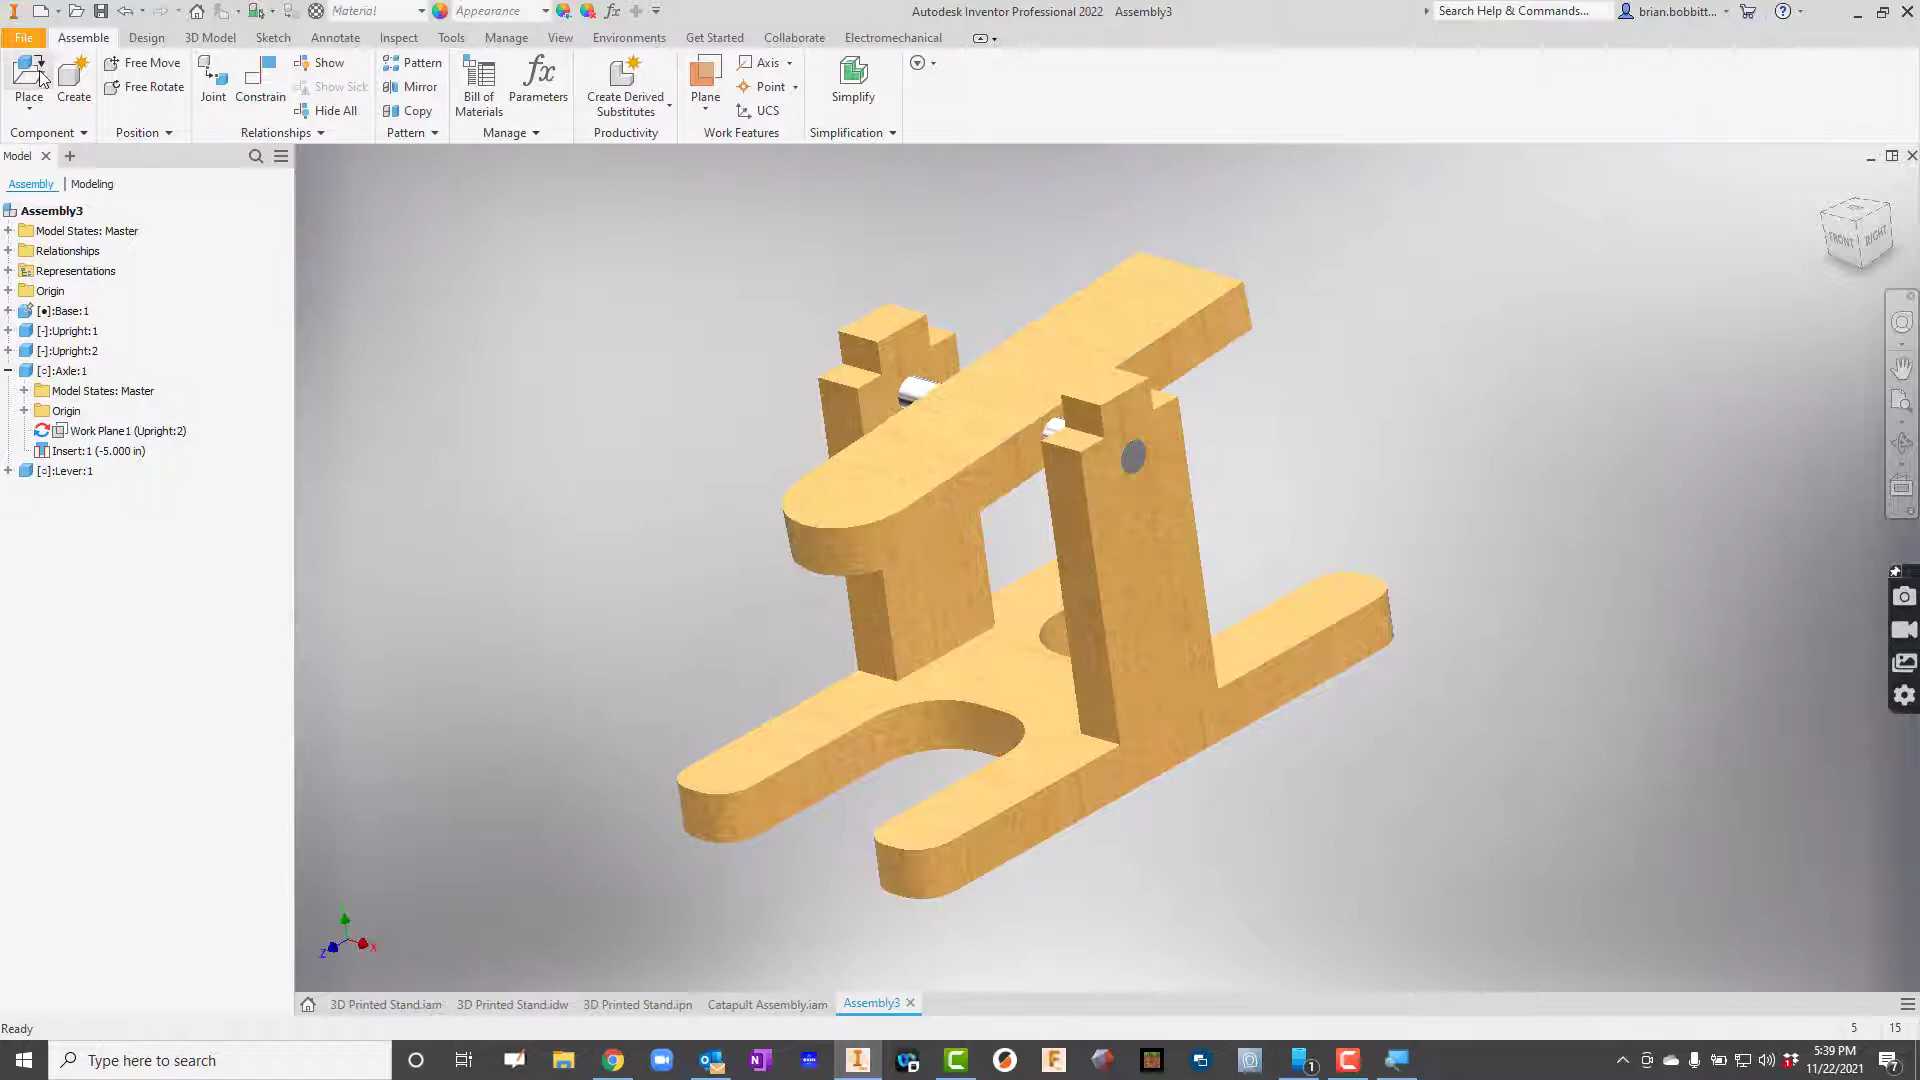 Material
Appearance
Autodesk Inventor Professional 2022 Assembly3
Search Help & Commands...
brian.bobbitt...
File Assemble Design 3D Model Sketch Annotate Inspect Tools Manage View Environments Get Started Collaborate Electromechanical
Place
Create
Free Move
Free Rotate
Joint
Constrain
Show
Show Sick
Hide All
Pattern
Mirror
Copy
Bill of
Materials
Parameters
Create Derived
Substitutes
Plane
Axis
Point
UCS
Simplify
Component Position Relationships Pattern Manage Productivity Work Features Simplification
Model
Assembly Modeling
Assembly3
Model States: Master
Relationships
Representations
Origin
[●]:Base:1
[-]:Upright:1
[-]:Upright:2
[○]:Axle:1
Model States: Master
Origin
Work Plane1 (Upright:2)
Insert:1 (-5.000 in)
[○]:Lever:1
FRONT RIGHT
Z X
3D Printed Stand.iam 3D Printed Stand.idw 3D Printed Stand.ipn Catapult Assembly.iam Assembly3
Ready
5 15
Type here to search
5:39 PM
11/22/2021